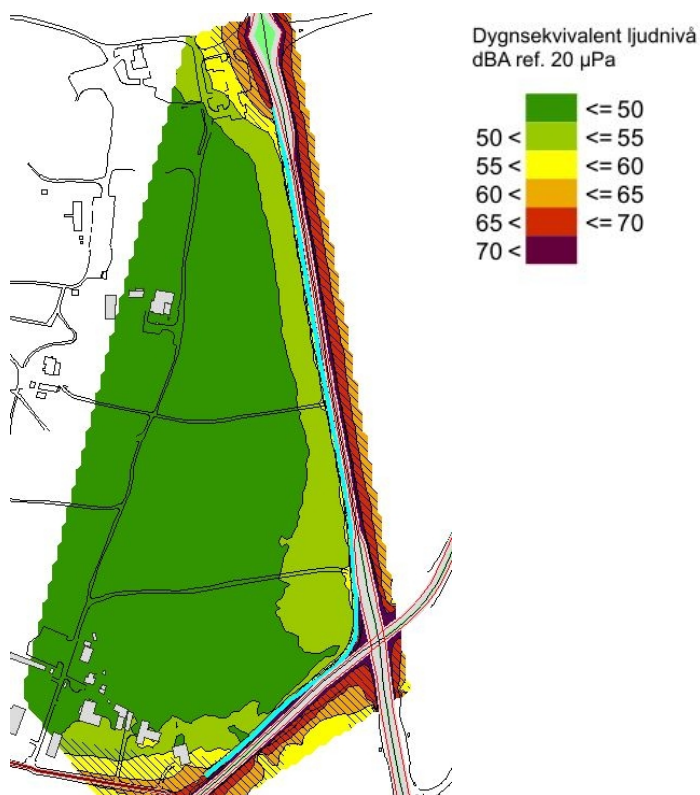 Dygnsekvivalent ljudnivå
dBA ref. 20 µPa
<= 50
50 < <= 55
55 < <= 60
60 < <= 65
65 < <= 70
70 <